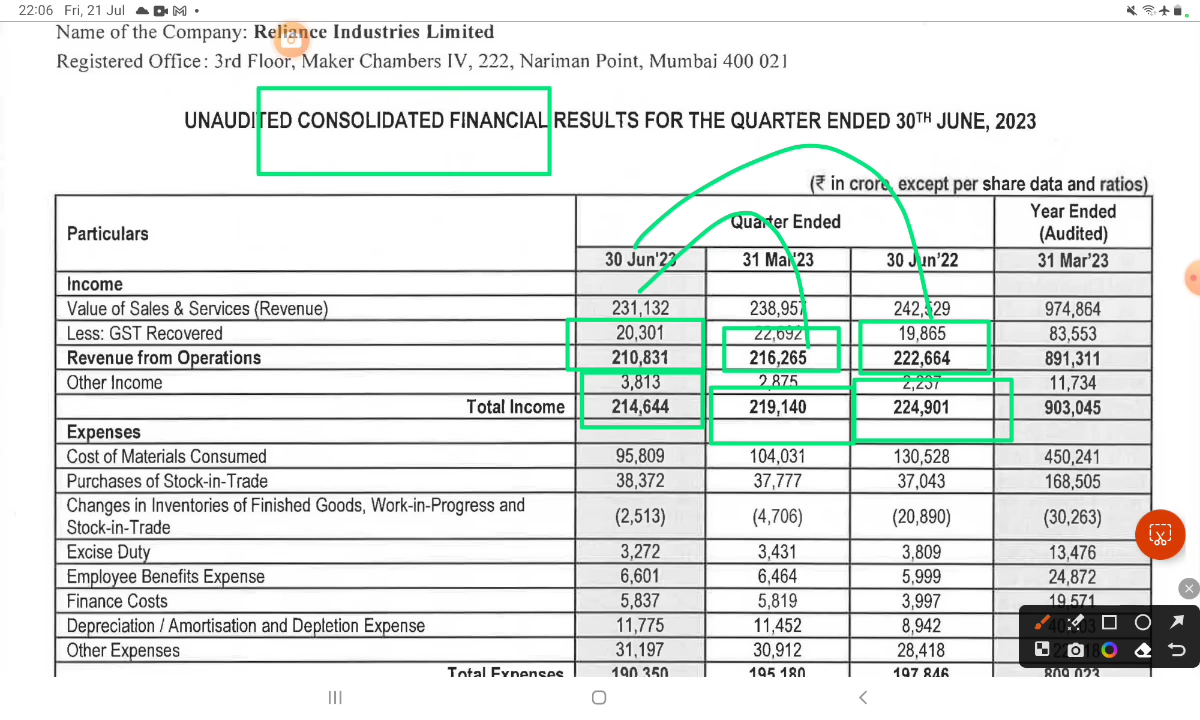 22:06 Fri, 21 Jul
Name of the Company: Reliance Industries Limited
Registered Office: 3rd Floor, Maker Chambers IV, 222, Nariman Point, Mumbai 400 021
UNAUDITED CONSOLIDATED FINANCIAL RESULTS FOR THE QUARTER ENDED 30TH JUNE, 2023
(₹ in crore, except per share data and ratios)
Particulars Quarter Ended Year Ended (Audited)
30 Jun'23 31 Mar'23 30 Jun'22 31 Mar'23
Income
Value of Sales & Services (Revenue) 231,132 238,957 242,529 974,864
Less: GST Recovered 20,301 22,692 19,865 83,553
Revenue from Operations 210,831 216,265 222,664 891,311
Other Income 3,813 2,875 2,237 11,734
Total Income 214,644 219,140 224,901 903,045
Expenses
Cost of Materials Consumed 95,809 104,031 130,528 450,241
Purchases of Stock-in-Trade 38,372 37,777 37,043 168,505
Changes in Inventories of Finished Goods, Work-in-Progress and
Stock-in-Trade (2,513) (4,706) (20,890) (30,263)
Excise Duty 3,272 3,431 3,809 13,476
Employee Benefits Expense 6,601 6,464 5,999 24,872
Finance Costs 5,837 5,819 3,997 19,571
Depreciation / Amortisation and Depletion Expense 11,775 11,452 8,942
Other Expenses 31,197 30,912 28,418
Total Expenses 190,350 195,180 197,846 809,023